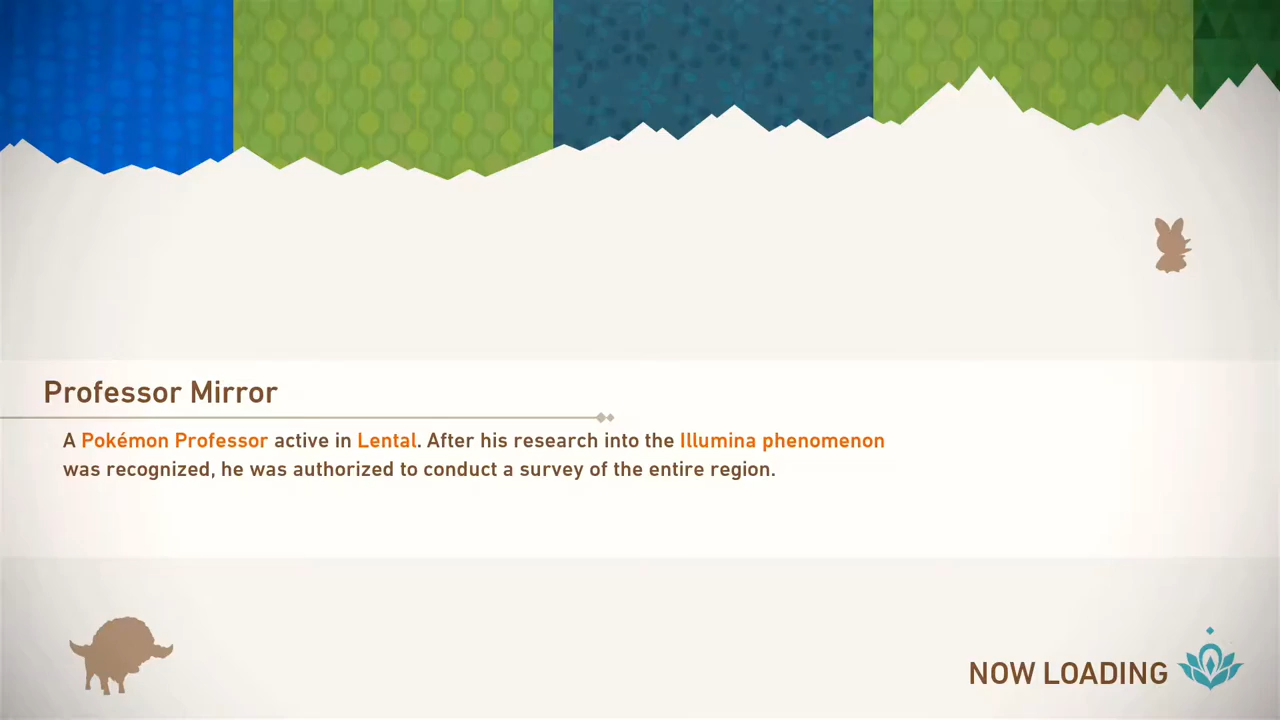 Professor Mirror
A Pokémon Professor active in Lental. After his research into the Illumina phenomenon
was recognized, he was authorized to conduct a survey of the entire region.
NOW LOADING